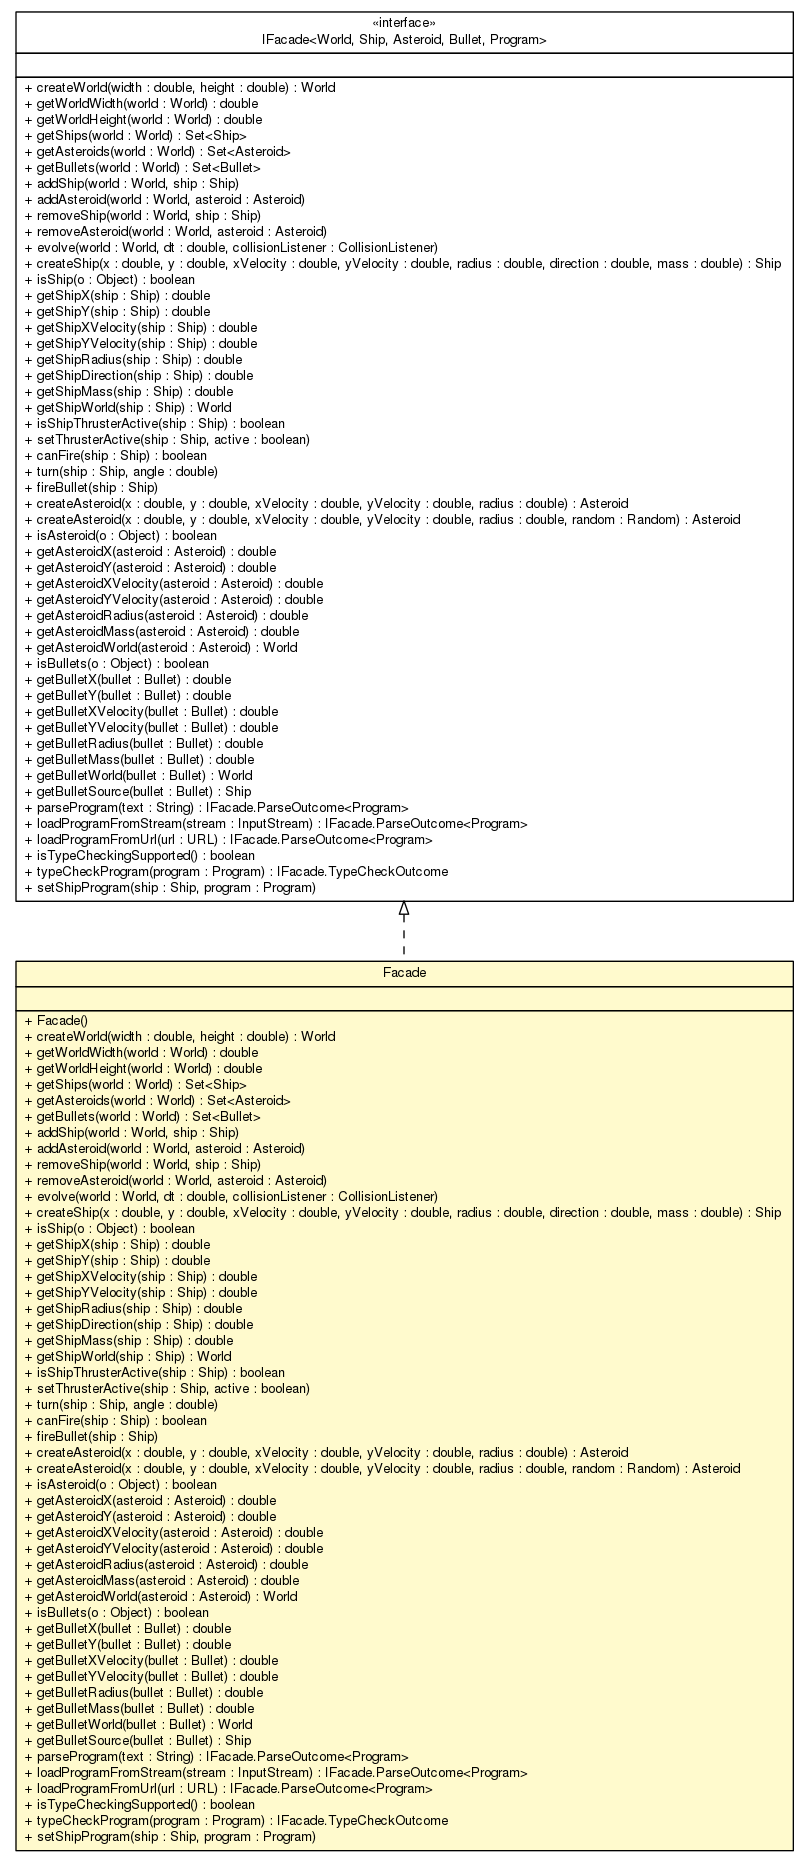 «interface»
IFacade<World, Ship, Asteroid, Bullet, Program>
+ createWorld(width : double, height : double) : World
+ getWorldWidth(world : World) : double
+ getWorldHeight(world : World) : double
+ getShips(world : World) : Set<Ship>
+ getAsteroids(world : World) : Set<Asteroid>
+ getBullets(world : World) : Set<Bullet>
+ addShip(world : World, ship : Ship)
+ addAsteroid(world : World, asteroid : Asteroid)
+ removeShip(world : World, ship : Ship)
+ removeAsteroid(world : World, asteroid : Asteroid)
+ evolve(world : World, dt : double, collisionListener : CollisionListener)
+ createShip(x : double, y : double, xVelocity : double, yVelocity : double, radius : double, direction : double, mass : double) : Ship
+ isShip(o : Object) : boolean
+ getShipX(ship : Ship) : double
+ getShipY(ship : Ship) : double
+ getShipXVelocity(ship : Ship) : double
+ getShipYVelocity(ship : Ship) : double
+ getShipRadius(ship : Ship) : double
+ getShipDirection(ship : Ship) : double
+ getShipMass(ship : Ship) : double
+ getShipWorld(ship : Ship) : World
+ isShipThrusterActive(ship : Ship) : boolean
+ setThrusterActive(ship : Ship, active : boolean)
+ canFire(ship : Ship) : boolean
+ turn(ship : Ship, angle : double)
+ fireBullet(ship : Ship)
+ createAsteroid(x : double, y : double, xVelocity : double, yVelocity : double, radius : double) : Asteroid
+ createAsteroid(x : double, y : double, xVelocity : double, yVelocity : double, radius : double, random : Random) : Asteroid
+ isAsteroid(o : Object) : boolean
+ getAsteroidX(asteroid : Asteroid) : double
+ getAsteroidY(asteroid : Asteroid) : double
+ getAsteroidXVelocity(asteroid : Asteroid) : double
+ getAsteroidYVelocity(asteroid : Asteroid) : double
+ getAsteroidRadius(asteroid : Asteroid) : double
+ getAsteroidMass(asteroid : Asteroid) : double
+ getAsteroidWorld(asteroid : Asteroid) : World
+ isBullets(o : Object) : boolean
+ getBulletX(bullet : Bullet) : double
+ getBulletY(bullet : Bullet) : double
+ getBulletXVelocity(bullet : Bullet) : double
+ getBulletYVelocity(bullet : Bullet) : double
+ getBulletRadius(bullet : Bullet) : double
+ getBulletMass(bullet : Bullet) : double
+ getBulletWorld(bullet : Bullet) : World
+ getBulletSource(bullet : Bullet) : Ship
+ parseProgram(text : String) : IFacade.ParseOutcome<Program>
+ loadProgramFromStream(stream : InputStream) : IFacade.ParseOutcome<Program>
+ loadProgramFromUrl(url : URL) : IFacade.ParseOutcome<Program>
+ isTypeCheckingSupported() : boolean
+ typeCheckProgram(program : Program) : IFacade.TypeCheckOutcome
+ setShipProgram(ship : Ship, program : Program)
Facade
+ Facade()
+ createWorld(width : double, height : double) : World
+ getWorldWidth(world : World) : double
+ getWorldHeight(world : World) : double
+ getShips(world : World) : Set<Ship>
+ getAsteroids(world : World) : Set<Asteroid>
+ getBullets(world : World) : Set<Bullet>
+ addShip(world : World, ship : Ship)
+ addAsteroid(world : World, asteroid : Asteroid)
+ removeShip(world : World, ship : Ship)
+ removeAsteroid(world : World, asteroid : Asteroid)
+ evolve(world : World, dt : double, collisionListener : CollisionListener)
+ createShip(x : double, y : double, xVelocity : double, yVelocity : double, radius : double, direction : double, mass : double) : Ship
+ isShip(o : Object) : boolean
+ getShipX(ship : Ship) : double
+ getShipY(ship : Ship) : double
+ getShipXVelocity(ship : Ship) : double
+ getShipYVelocity(ship : Ship) : double
+ getShipRadius(ship : Ship) : double
+ getShipDirection(ship : Ship) : double
+ getShipMass(ship : Ship) : double
+ getShipWorld(ship : Ship) : World
+ isShipThrusterActive(ship : Ship) : boolean
+ setThrusterActive(ship : Ship, active : boolean)
+ turn(ship : Ship, angle : double)
+ canFire(ship : Ship) : boolean
+ fireBullet(ship : Ship)
+ createAsteroid(x : double, y : double, xVelocity : double, yVelocity : double, radius : double) : Asteroid
+ createAsteroid(x : double, y : double, xVelocity : double, yVelocity : double, radius : double, random : Random) : Asteroid
+ isAsteroid(o : Object) : boolean
+ getAsteroidX(asteroid : Asteroid) : double
+ getAsteroidY(asteroid : Asteroid) : double
+ getAsteroidXVelocity(asteroid : Asteroid) : double
+ getAsteroidYVelocity(asteroid : Asteroid) : double
+ getAsteroidRadius(asteroid : Asteroid) : double
+ getAsteroidMass(asteroid : Asteroid) : double
+ getAsteroidWorld(asteroid : Asteroid) : World
+ isBullets(o : Object) : boolean
+ getBulletX(bullet : Bullet) : double
+ getBulletY(bullet : Bullet) : double
+ getBulletXVelocity(bullet : Bullet) : double
+ getBulletYVelocity(bullet : Bullet) : double
+ getBulletRadius(bullet : Bullet) : double
+ getBulletMass(bullet : Bullet) : double
+ getBulletWorld(bullet : Bullet) : World
+ getBulletSource(bullet : Bullet) : Ship
+ parseProgram(text : String) : IFacade.ParseOutcome<Program>
+ loadProgramFromStream(stream : InputStream) : IFacade.ParseOutcome<Program>
+ loadProgramFromUrl(url : URL) : IFacade.ParseOutcome<Program>
+ isTypeCheckingSupported() : boolean
+ typeCheckProgram(program : Program) : IFacade.TypeCheckOutcome
+ setShipProgram(ship : Ship, program : Program)